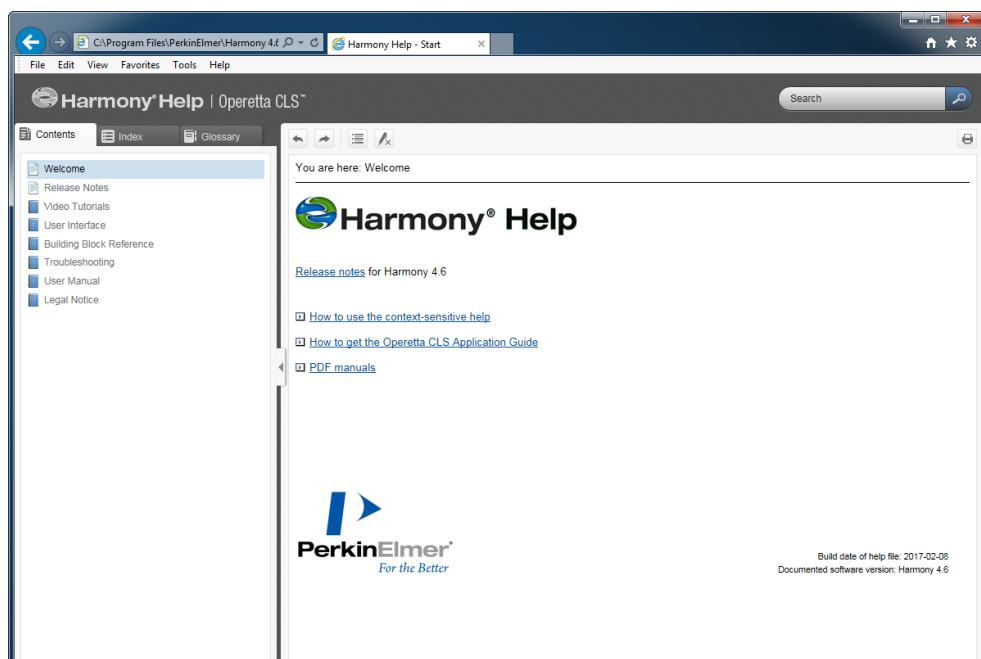 C:\Program Files\PerkinElmer\Harmony 4.6
Harmony Help - Start
File Edit View Favorites Tools Help
Harmony® Help | Operetta CLS™
Search
Contents
Index
Glossary
You are here: Welcome
Welcome
Release Notes
Video Tutorials
User Interface
Building Block Reference
Troubleshooting
User Manual
Legal Notice
Harmony® Help
Release notes for Harmony 4.6
How to use the context-sensitive help
How to get the Operetta CLS Application Guide
PDF manuals
PerkinElmer®
For the Better
Build date of help file: 2017-02-08
Documented software version: Harmony 4.6